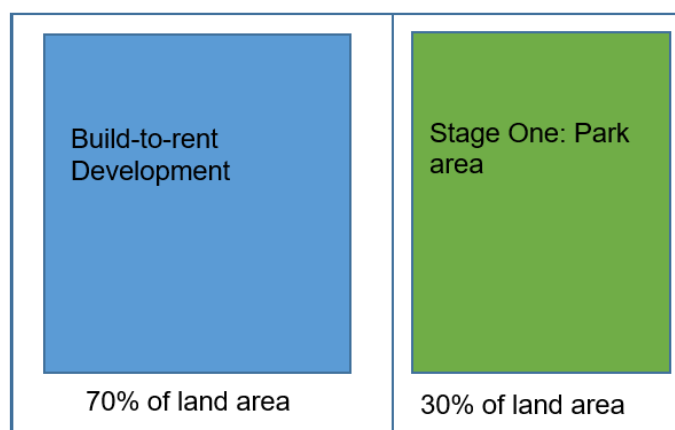 Build-to-rent
Development
Stage One: Park
area
70% of land area
30% of land area